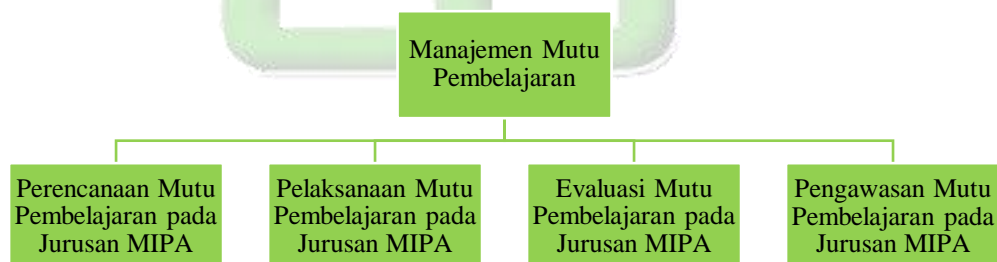 Manajemen Mutu
Pembelajaran
Perencanaan Mutu
Pembelajaran pada
Jurusan MIPA
Pelaksanaan Mutu
Pembelajaran pada
Jurusan MIPA
Evaluasi Mutu
Pembelajaran pada
Jurusan MIPA
Pengawasan Mutu
Pembelajaran pada
Jurusan MIPA